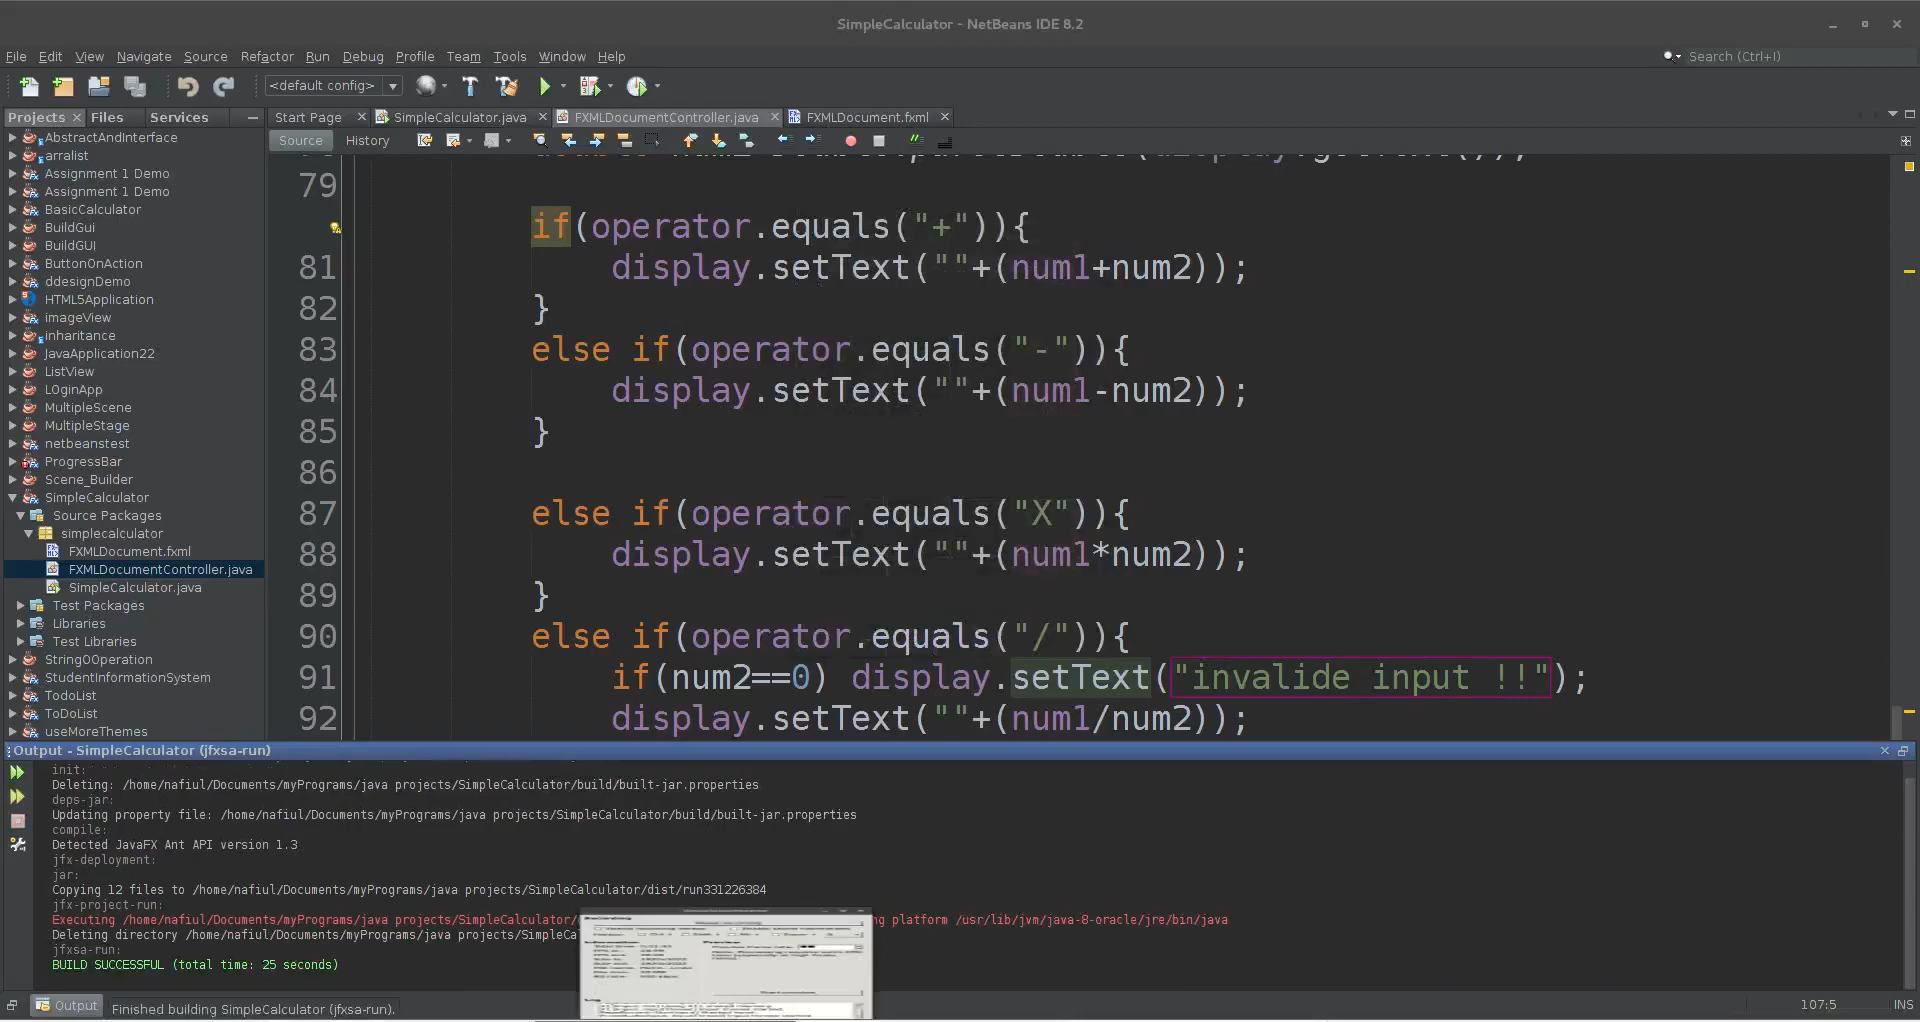 SimpleCalculator - NetBeans IDE 8.2
File Edit View Navigate Source Refactor Run Debug Profile Team Tools Window Help
Search (Ctrl+I)
<default config>
Projects Files Services
Start Page SimpleCalculator.java FXMLDocumentController.java FXMLDocument.fxml
Source History
AbstractAndInterface
arralist
Assignment 1 Demo
Assignment 1 Demo
BasicCalculator
BuildGui
BuildGUI
ButtonOnAction
ddesignDemo
HTML5Application
imageView
inharitance
JavaApplication22
ListView
LOginApp
MultipleScene
MultipleStage
netbeanstest
ProgressBar
Scene_Builder
SimpleCalculator
Source Packages
simplecalculator
FXMLDocument.fxml
FXMLDocumentController.java
SimpleCalculator.java
Test Packages
Libraries
Test Libraries
StringOOperation
StudentInformationSystem
TodoList
ToDoList
useMoreThemes
79
if(operator.equals("+")){
81 display.setText(""+(num1+num2));
82 }
83 else if(operator.equals("-")){
84 display.setText(""+(num1-num2));
85 }
86
87 else if(operator.equals("X")){
88 display.setText(""+(num1*num2));
89 }
90 else if(operator.equals("/")){
91 if(num2==0) display.setText("invalide input !!");
92 display.setText(""+(num1/num2));
Output - SimpleCalculator (jfxsa-run)
init:
Deleting: /home/nafiul/Documents/myPrograms/java projects/SimpleCalculator/build/built-jar.properties
deps-jar:
Updating property file: /home/nafiul/Documents/myPrograms/java projects/SimpleCalculator/build/built-jar.properties
compile:
Detected JavaFX Ant API version 1.3
jfx-deployment:
jar:
Copying 12 files to /home/nafiul/Documents/myPrograms/java projects/SimpleCalculator/dist/run331226384
jfx-project-run:
Executing /home/nafiul/Documents/myPrograms/java projects/SimpleCalculator/ ng platform /usr/lib/jvm/java-8-oracle/jre/bin/java
Deleting directory /home/nafiul/Documents/myPrograms/java projects/SimpleCa
jfxsa-run:
BUILD SUCCESSFUL (total time: 25 seconds)
Output Finished building SimpleCalculator (jfxsa-run). 107:5 INS